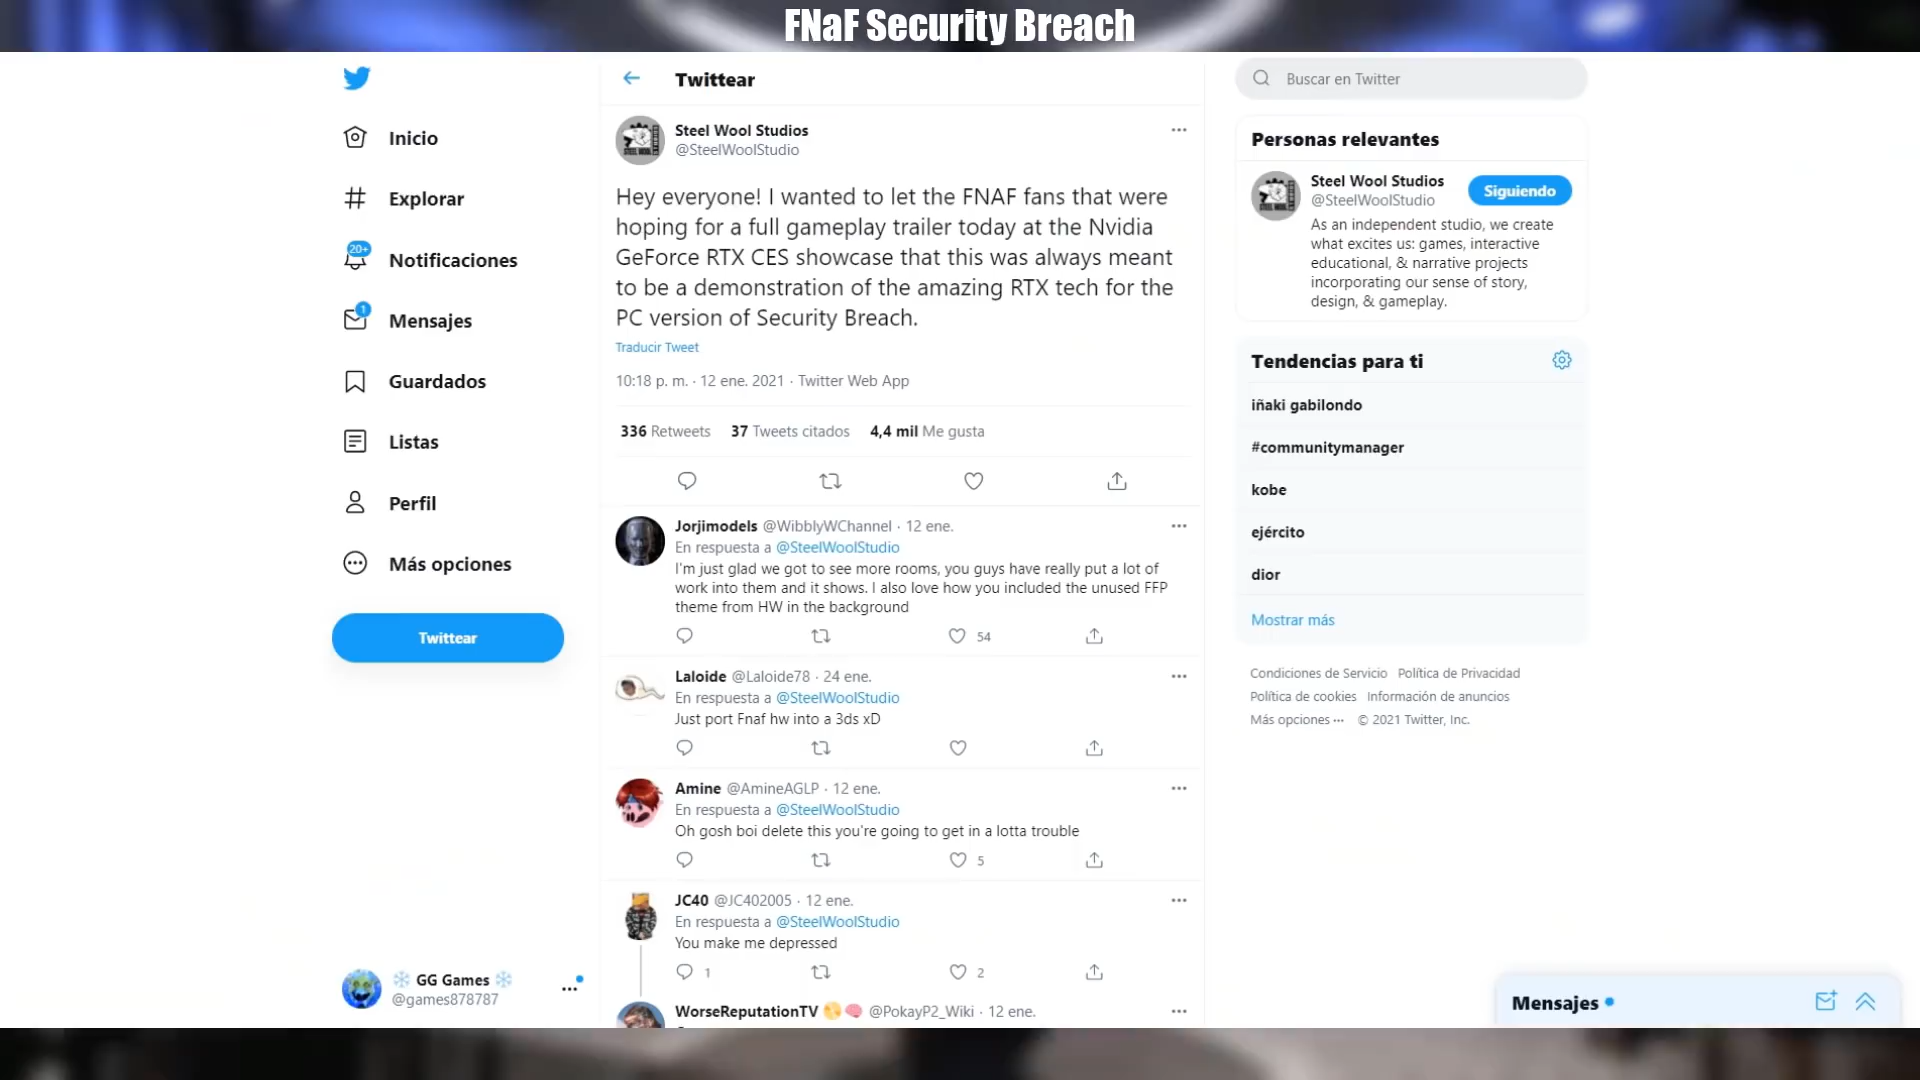 FNaF Security Breach
Inicio
Explorar
20+
Notificaciones
1
Mensajes
Guardados
Listas
Perfil
Más opciones
Twittear
GG Games
@games878787
Twittear
Steel Wool Studios
@SteelWoolStudio
Hey everyone! I wanted to let the FNAF fans that were
hoping for a full gameplay trailer today at the Nvidia
GeForce RTX CES showcase that this was always meant
to be a demonstration of the amazing RTX tech for the
PC version of Security Breach.
Traducir Tweet
10:18 p. m. · 12 ene. 2021 · Twitter Web App
336 Retweets 37 Tweets citados 4,4 mil Me gusta
Jorjimodels @WibblyWChannel · 12 ene.
En respuesta a @SteelWoolStudio
I'm just glad we got to see more rooms, you guys have really put a lot of
work into them and it shows. I also love how you included the unused FFP
theme from HW in the background
54
Laloide @Laloide78 · 24 ene.
En respuesta a @SteelWoolStudio
Just port Fnaf hw into a 3ds xD
Amine @AmineAGLP · 12 ene.
En respuesta a @SteelWoolStudio
Oh gosh boi delete this you're going to get in a lotta trouble
5
JC40 @JC402005 · 12 ene.
En respuesta a @SteelWoolStudio
You make me depressed
1 2
WorseReputationTV @PokayP2_Wiki · 12 ene.
Buscar en Twitter
Personas relevantes
Steel Wool Studios
@SteelWoolStudio
Siguiendo
As an independent studio, we create
what excites us: games, interactive
educational, & narrative projects
incorporating our sense of story,
design, & gameplay.
Tendencias para ti
iñaki gabilondo
#communitymanager
kobe
ejército
dior
Mostrar más
Condiciones de Servicio Política de Privacidad
Política de cookies Información de anuncios
Más opciones ··· © 2021 Twitter, Inc.
Mensajes